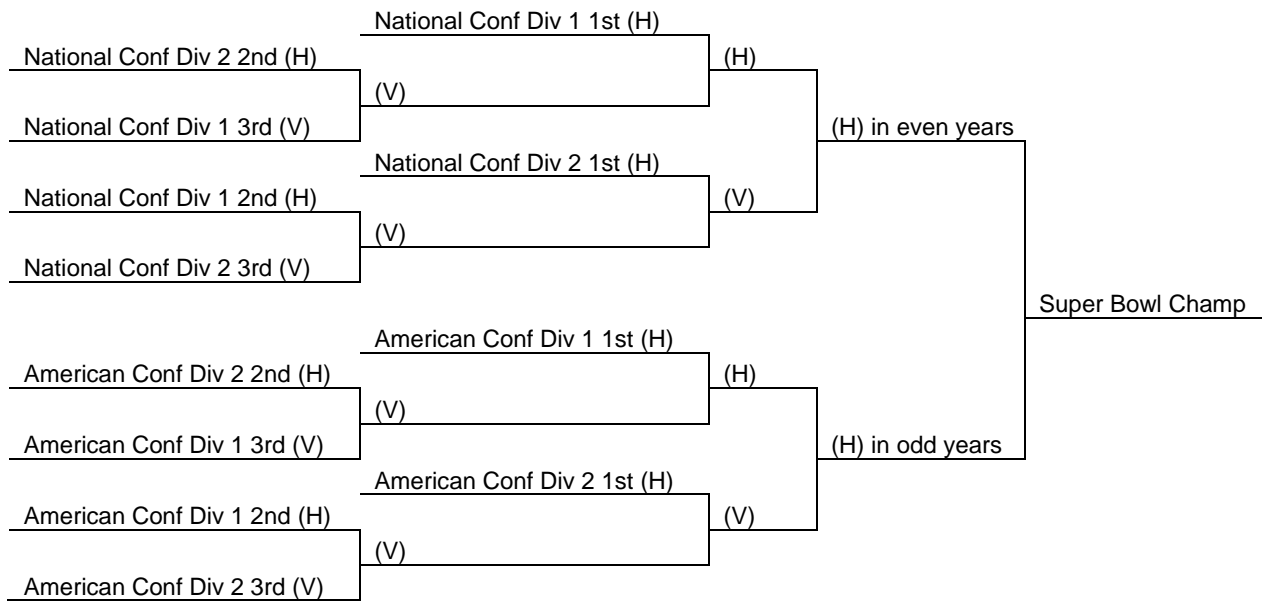 National Conf Div 1 1st (H)
National Conf Div 2 2nd (H)
(H)
(V)
National Conf Div 1 3rd (V)
(H) in even years
National Conf Div 2 1st (H)
National Conf Div 1 2nd (H)
(V)
(V)
National Conf Div 2 3rd (V)
Super Bowl Champ
American Conf Div 1 1st (H)
American Conf Div 2 2nd (H)
(H)
(V)
American Conf Div 1 3rd (V)
(H) in odd years
American Conf Div 2 1st (H)
American Conf Div 1 2nd (H)
(V)
(V)
American Conf Div 2 3rd (V)